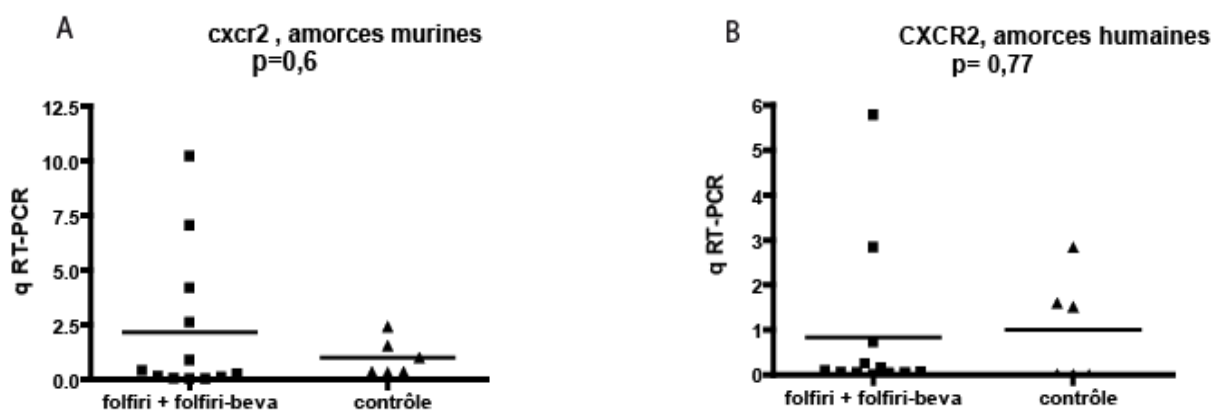 A
cxcr2 , amorces murines
p=0,6
q RT-PCR
12.5
10.0
7.5
5.0
2.5
0.0
folfiri + folfiri-beva
contrôle
B
CXCR2, amorces humaines
p= 0,77
q RT-PCR
6
5
4
3
2
1
0
folfiri + folfiri-beva
contrôle